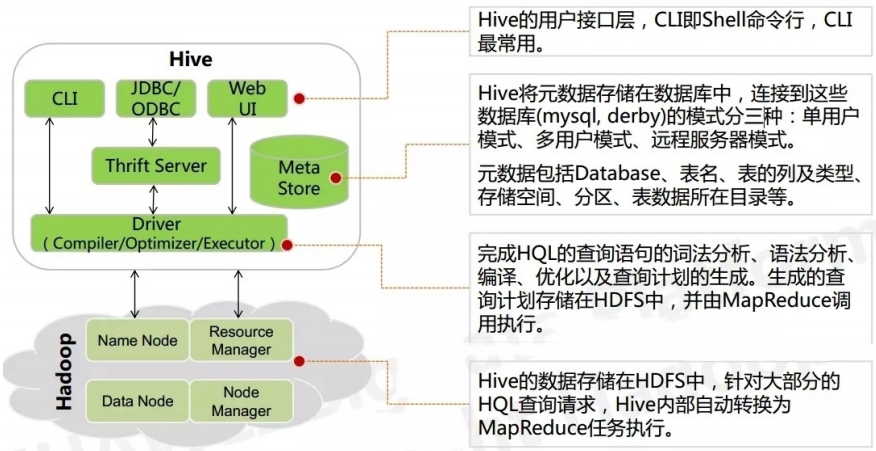 Hive
CLI
JDBC/
ODBC
Web
UI
Thrift Server
Meta
Store
Driver
( Compiler/Optimizer/Executor )
Hadoop
Name Node
Resource
Manager
Data Node
Node
Manager
Hive的用户接口层，CLI即Shell命令行，CLI
最常用。
Hive将元数据存储在数据库中，连接到这些
数据库(mysql, derby)的模式分三种：单用户
模式、多用户模式、远程服务器模式。
元数据包括Database、表名、表的列及类型、
存储空间、分区、表数据所在目录等。
完成HQL的查询语句的词法分析、语法分析、
编译、优化以及查询计划的生成。生成的查
询计划存储在HDFS中，并由MapReduce调
用执行。
Hive的数据存储在HDFS中，针对大部分的
HQL查询请求，Hive内部自动转换为
MapReduce任务执行。